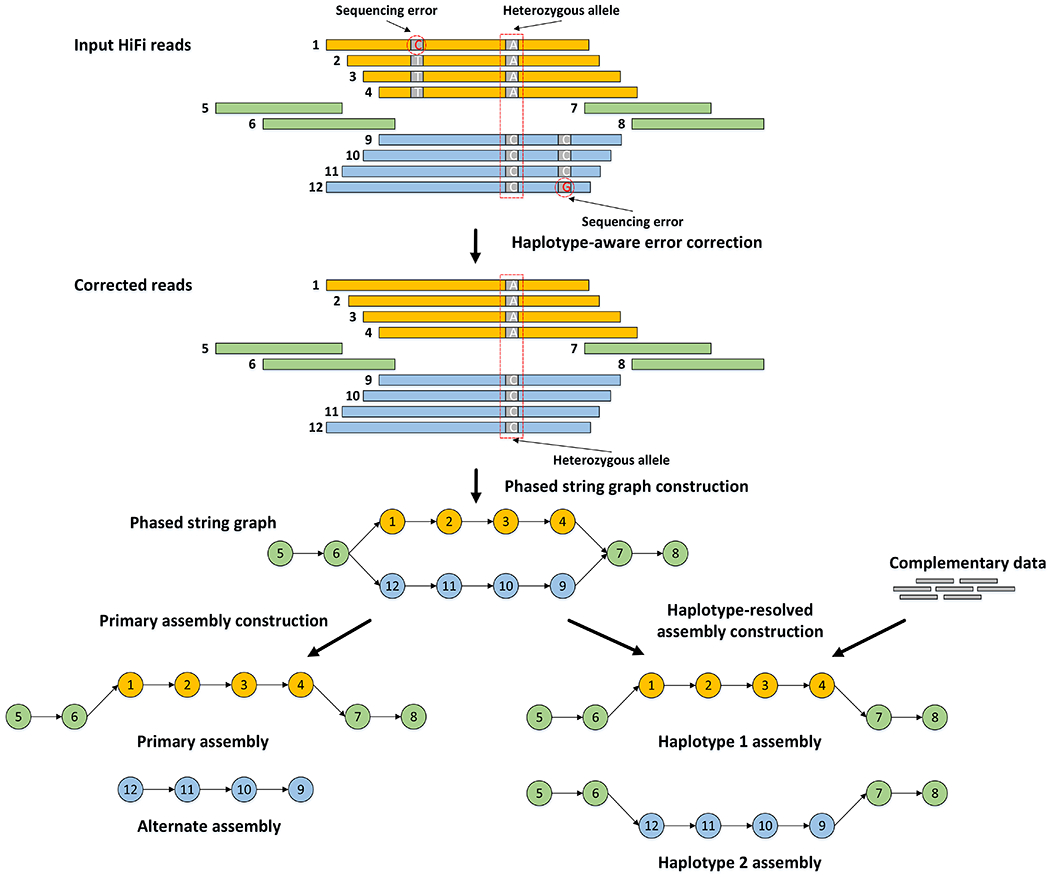 Sequencing error
Heterozygous allele
Input HiFi reads
1 C A
2 T A
3 T A
4 T A
5 7
6 8
9 C C
10 C C
11 C C
12 C G
Sequencing error
Haplotype-aware error correction
Corrected reads
1 A
2 A
3 A
4 A
5 7
6 8
9 C
10 C
11 C
12 C
Heterozygous allele
Phased string graph construction
Phased string graph
1 2 3 4
5 6 7 8
12 11 10 9
Complementary data
Primary assembly construction
Haplotype-resolved
assembly construction
1 2 3 4
5 6 7 8
Primary assembly
12 11 10 9
Alternate assembly
1 2 3 4
5 6 7 8
Haplotype 1 assembly
5 6 7 8
12 11 10 9
Haplotype 2 assembly